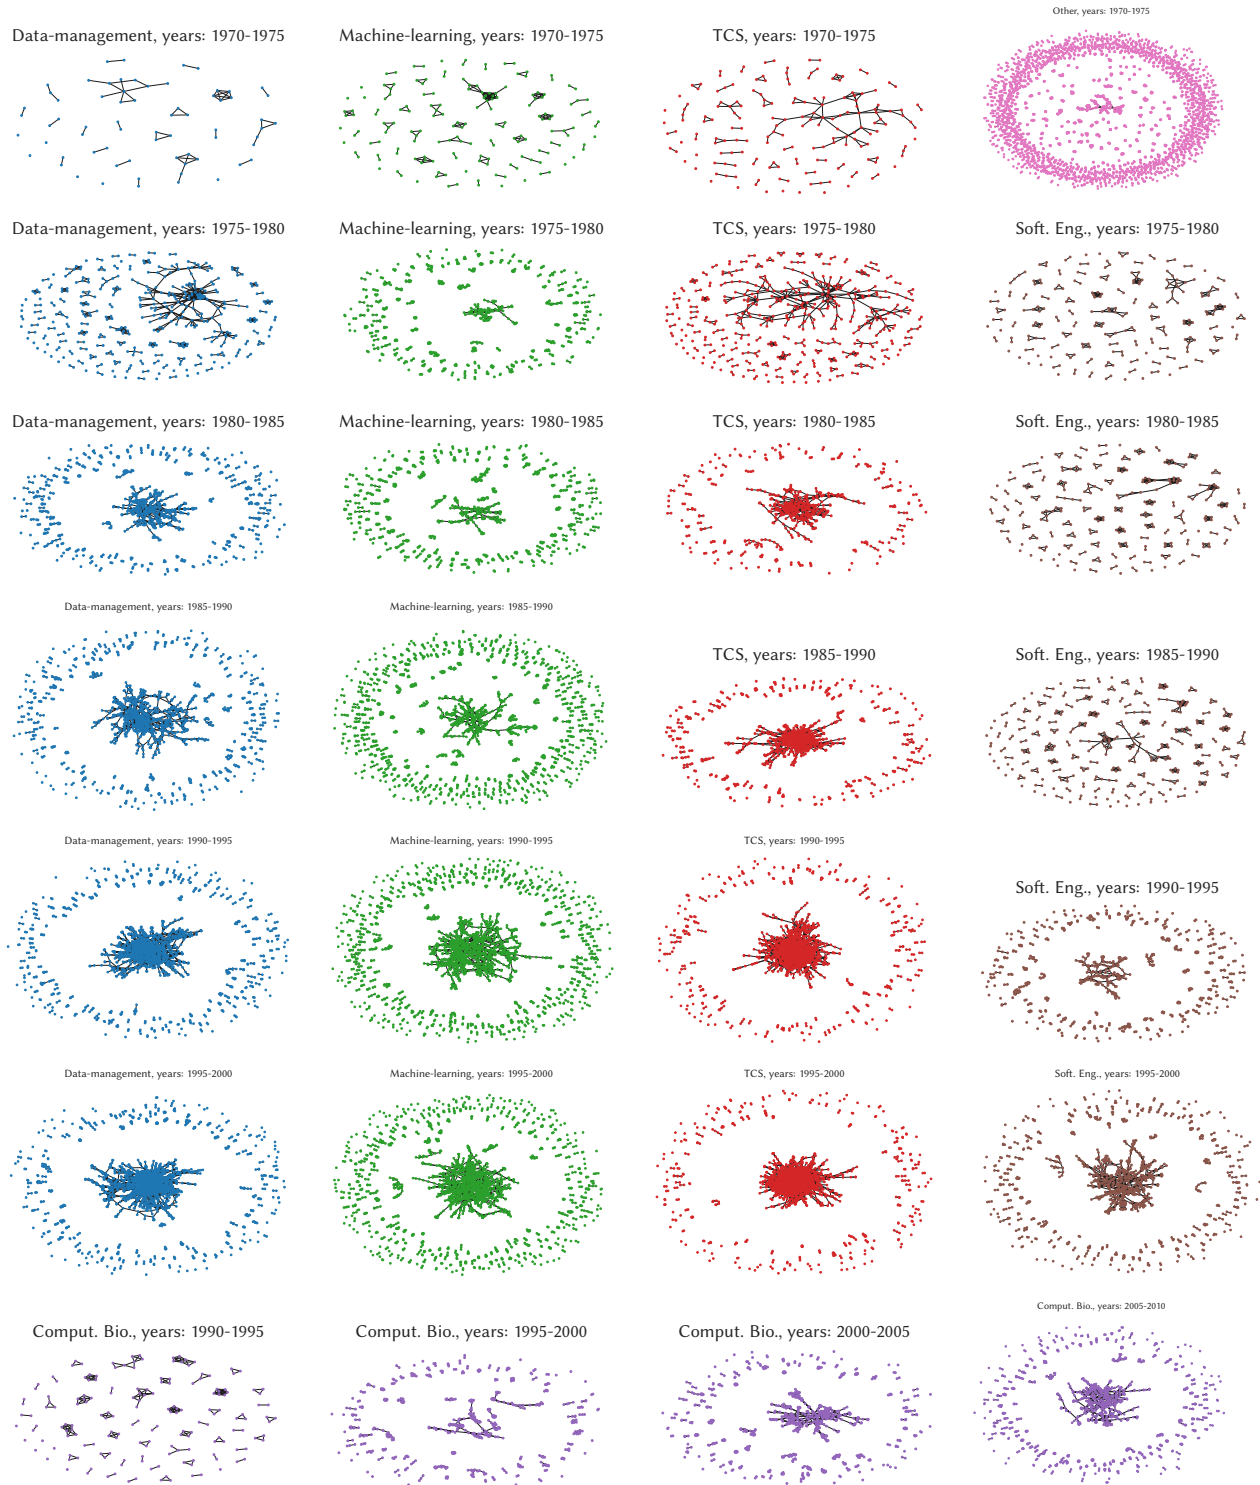 Data-management, years: 1970-1975
Machine-learning, years: 1970-1975
TCS, years: 1970-1975
Other, years: 1970-1975
Data-management, years: 1975-1980
Machine-learning, years: 1975-1980
TCS, years: 1975-1980
Soft. Eng., years: 1975-1980
Data-management, years: 1980-1985
Machine-learning, years: 1980-1985
TCS, years: 1980-1985
Soft. Eng., years: 1980-1985
Data-management, years: 1985-1990
Machine-learning, years: 1985-1990
TCS, years: 1985-1990
Soft. Eng., years: 1985-1990
Data-management, years: 1990-1995
Machine-learning, years: 1990-1995
TCS, years: 1990-1995
Soft. Eng., years: 1990-1995
Data-management, years: 1995-2000
Machine-learning, years: 1995-2000
TCS, years: 1995-2000
Soft. Eng., years: 1995-2000
Comput. Bio., years: 1990-1995
Comput. Bio., years: 1995-2000
Comput. Bio., years: 2000-2005
Comput. Bio., years: 2005-2010